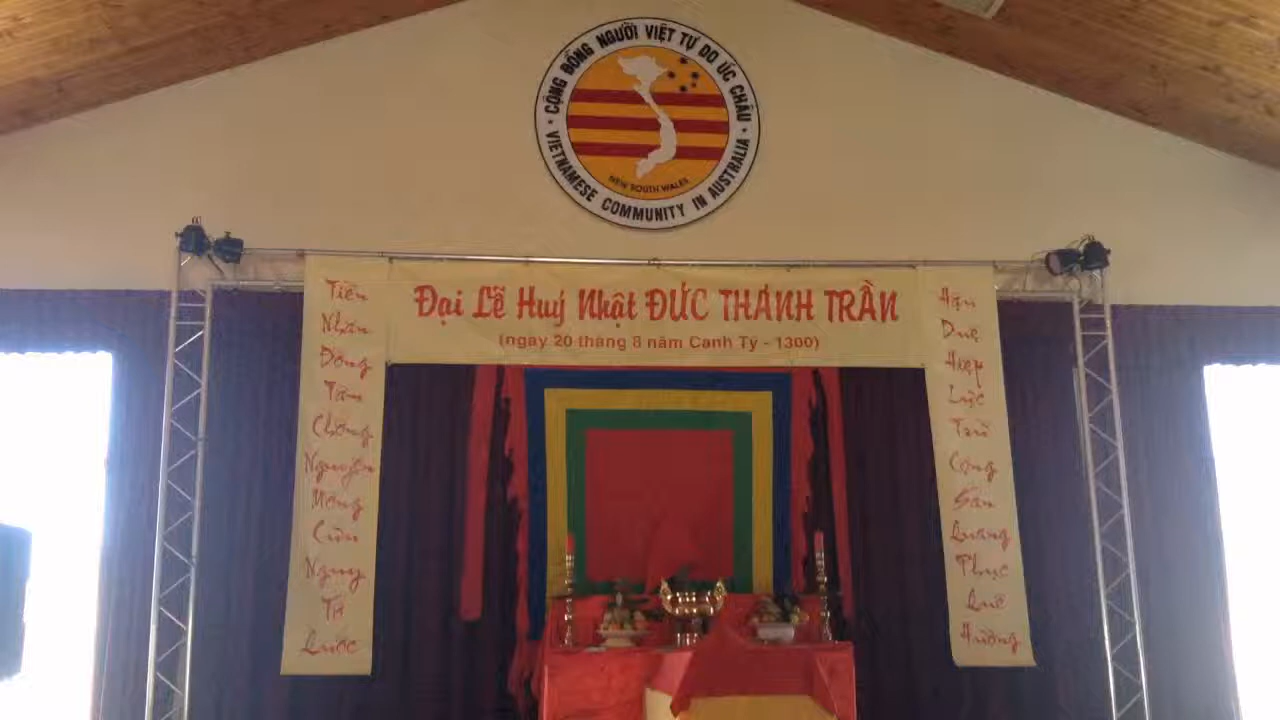 CỘNG ĐỒNG NGƯỜI VIỆT TỰ DO ÚC CHÂU
NEW SOUTH WALES
VIETNAMESE COMMUNITY IN AUSTRALIA
Đại Lễ Huý Nhật ĐỨC THÁNH TRẦN
(ngày 20 tháng 8 năm Canh Tý - 1300)
Tiền
Nhân
Đồng
Tâm
Chống
Nguyên
Mông
Cứu
Nguy
Tổ
Quốc
Hậu
Duệ
Hiệp
Lực
Trừ
Cộng
Sản
Quang
Phục
Quê
Hương